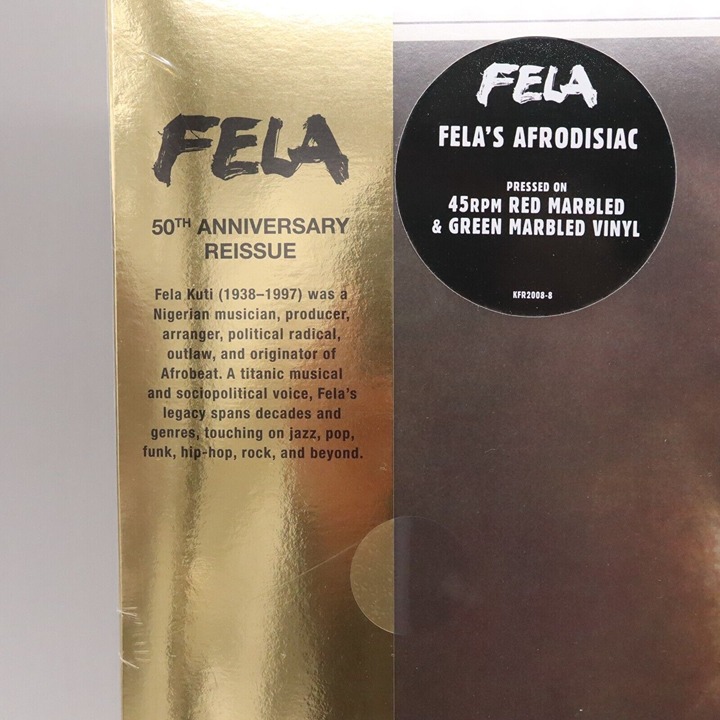 FELA
50TH ANNIVERSARY
REISSUE
Fela Kuti (1938–1997) was a
Nigerian musician, producer,
arranger, political radical,
outlaw, and originator of
Afrobeat. A titanic musical
and sociopolitical voice, Fela's
legacy spans decades and
genres, touching on jazz, pop,
funk, hip-hop, rock, and beyond.
FELA
FELA'S AFRODISIAC
PRESSED ON
45RPM RED MARBLED
& GREEN MARBLED VINYL
KFR2008-8